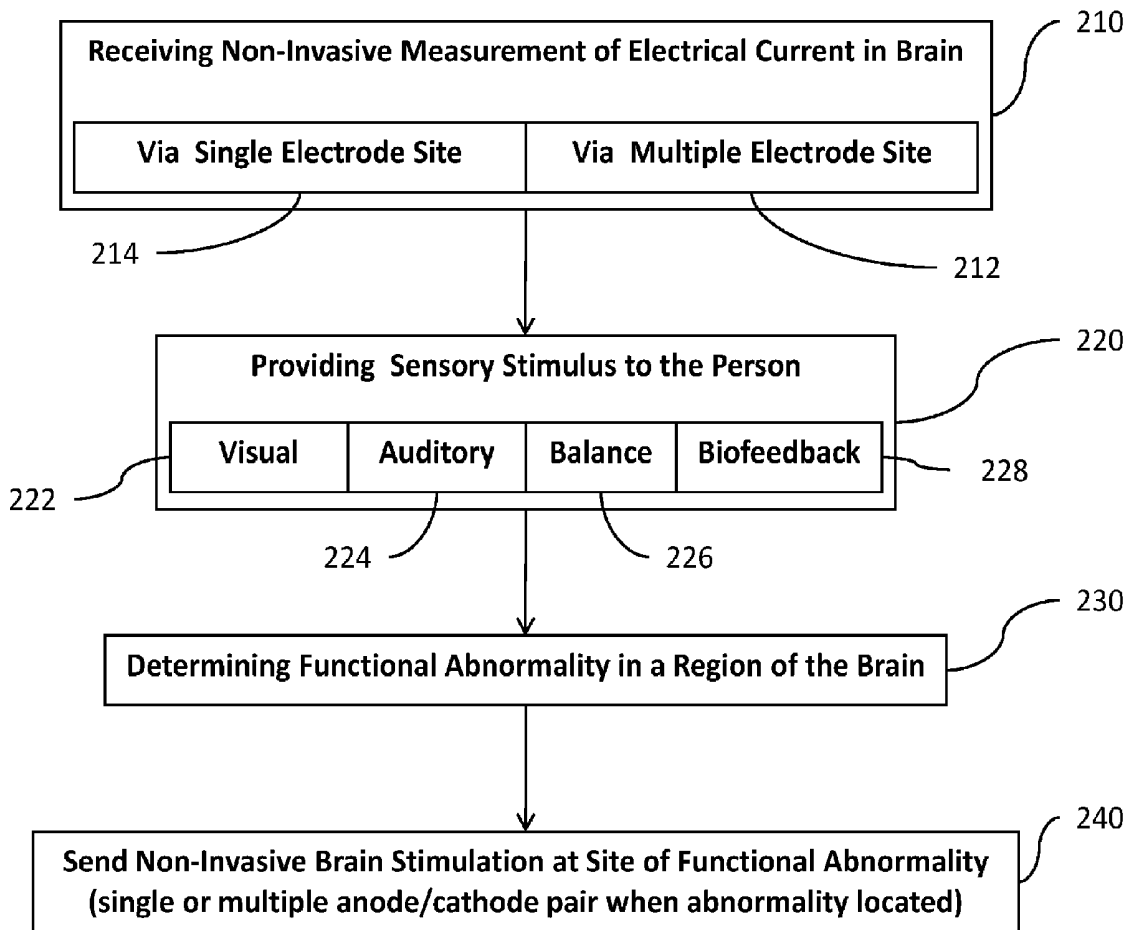 Receiving Non-Invasive Measurement of Electrical Current in Brain
210
Via Single Electrode Site
Via Multiple Electrode Site
214
212
220
Providing Sensory Stimulus to the Person
Visual
Auditory
Balance
Biofeedback
222
228
224
226
230
Determining Functional Abnormality in a Region of the Brain
240
Send Non-Invasive Brain Stimulation at Site of Functional Abnormality
(single or multiple anode/cathode pair when abnormality located)